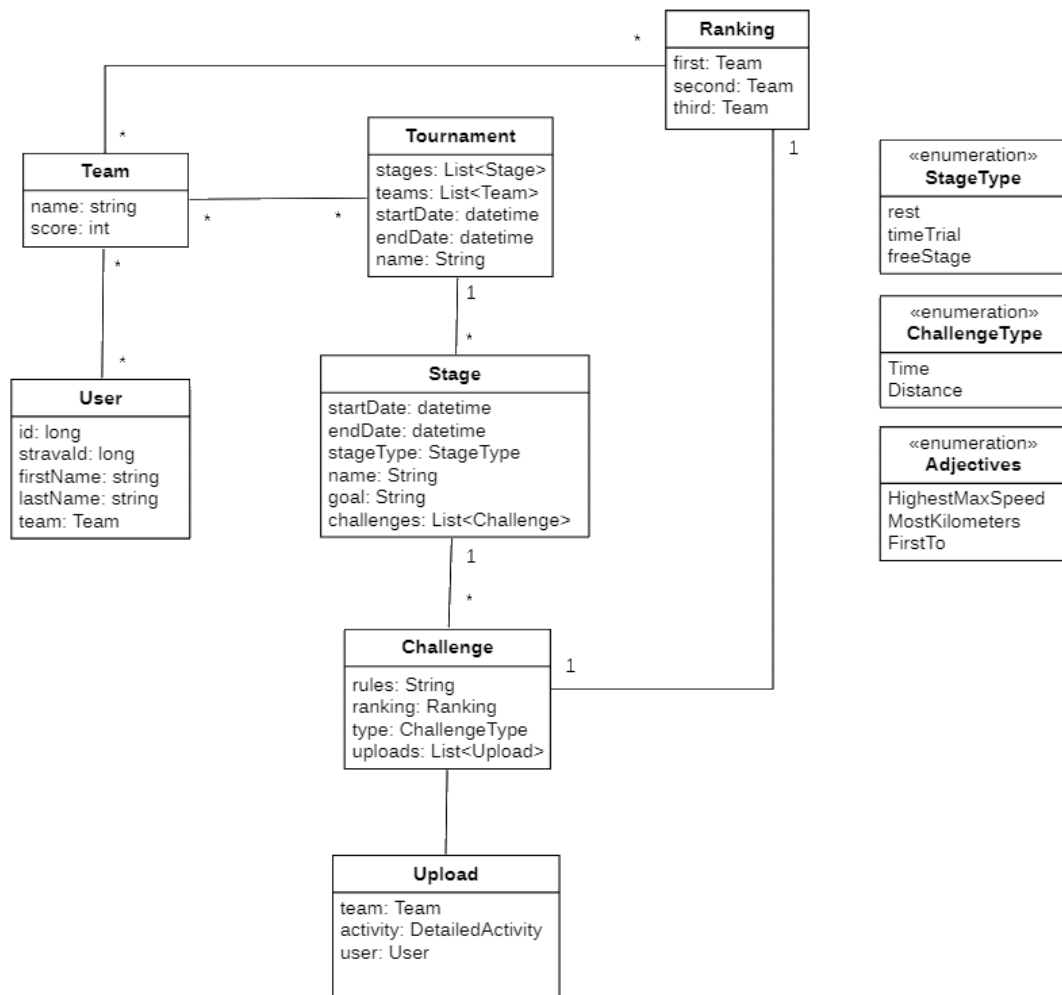 Ranking
first: Team
second: Team
third: Team
*
*
1
Tournament
stages: List<Stage>
teams: List<Team>
startDate: datetime
endDate: datetime
name: String
Team
name: string
score: int
*
*
*
1
«enumeration»
StageType
rest
timeTrial
freeStage
«enumeration»
ChallengeType
Time
Distance
*
*
Stage
startDate: datetime
endDate: datetime
stageType: StageType
name: String
goal: String
challenges: List<Challenge>
User
id: long
stravaId: long
firstName: string
lastName: string
team: Team
«enumeration»
Adjectives
HighestMaxSpeed
MostKilometers
FirstTo
1
*
Challenge
rules: String
ranking: Ranking
type: ChallengeType
uploads: List<Upload>
1
Upload
team: Team
activity: DetailedActivity
user: User